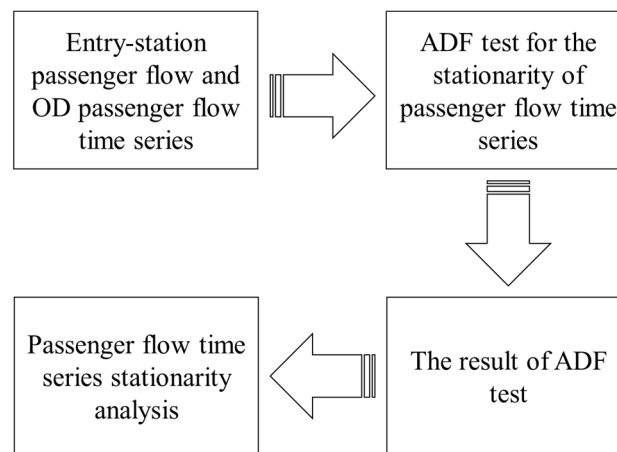 Entry-station
passenger flow and
OD passenger flow
time series
ADF test for the
stationarity of
passenger flow time
series
The result of ADF
test
Passenger flow time
series stationarity
analysis